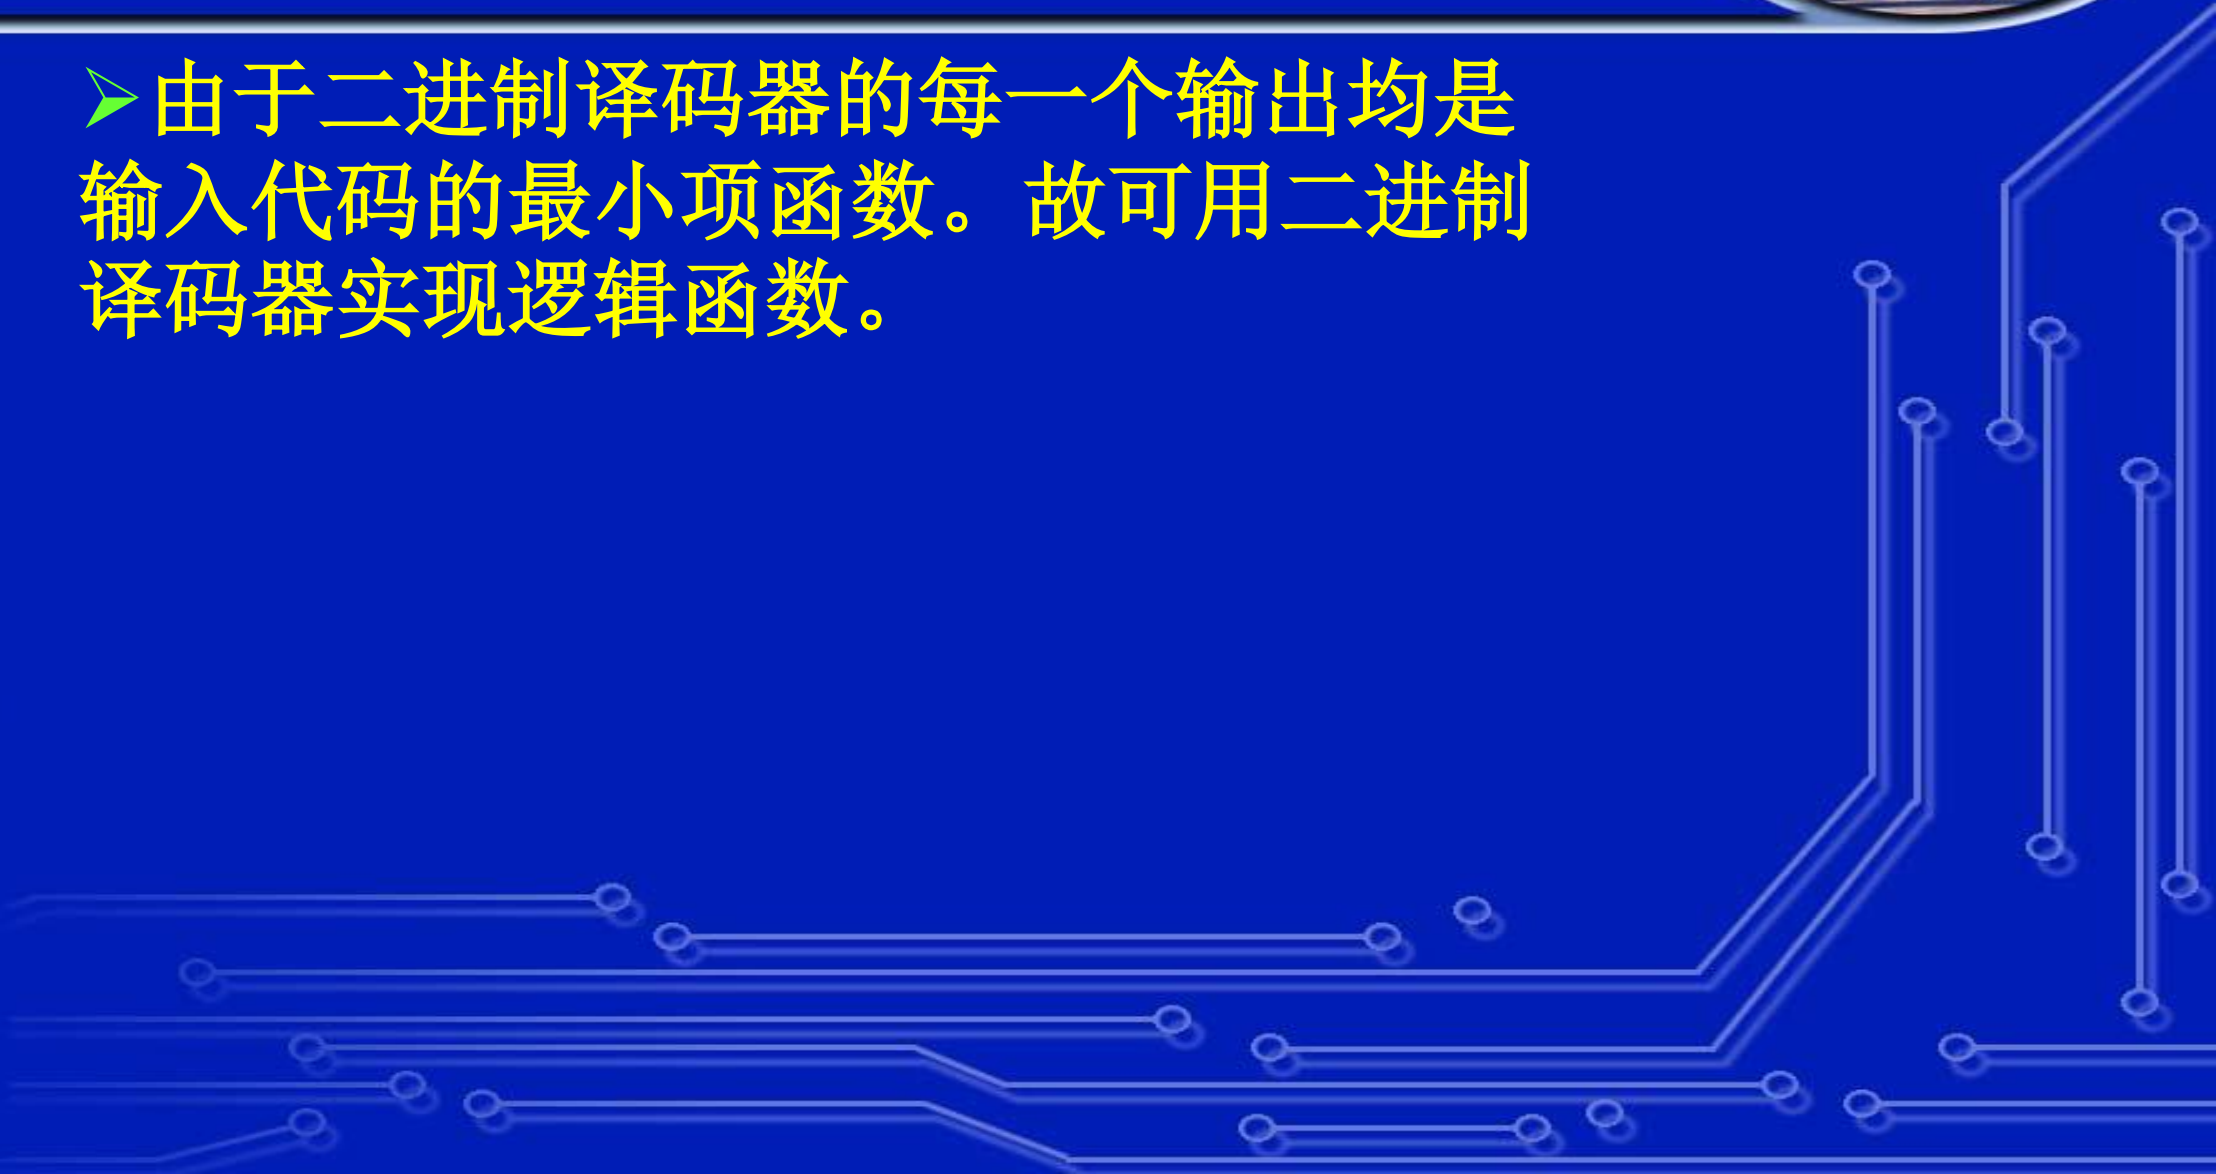 ➢由于二进制译码器的每一个输出均是
输入代码的最小项函数。故可用二进制
译码器实现逻辑函数。